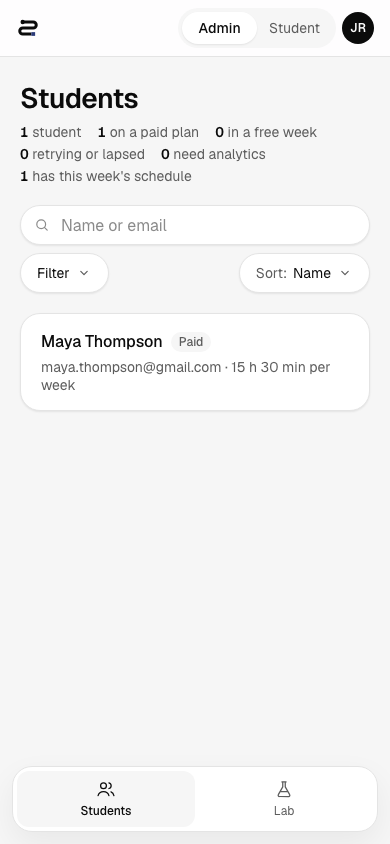 Admin
Student
JR
Students
1 student 1 on a paid plan 0 in a free week
0 retrying or lapsed 0 need analytics
1 has this week's schedule
Name or email
Filter
Sort: Name
Maya Thompson Paid
maya.thompson@gmail.com · 15 h 30 min per
week
Students
Lab